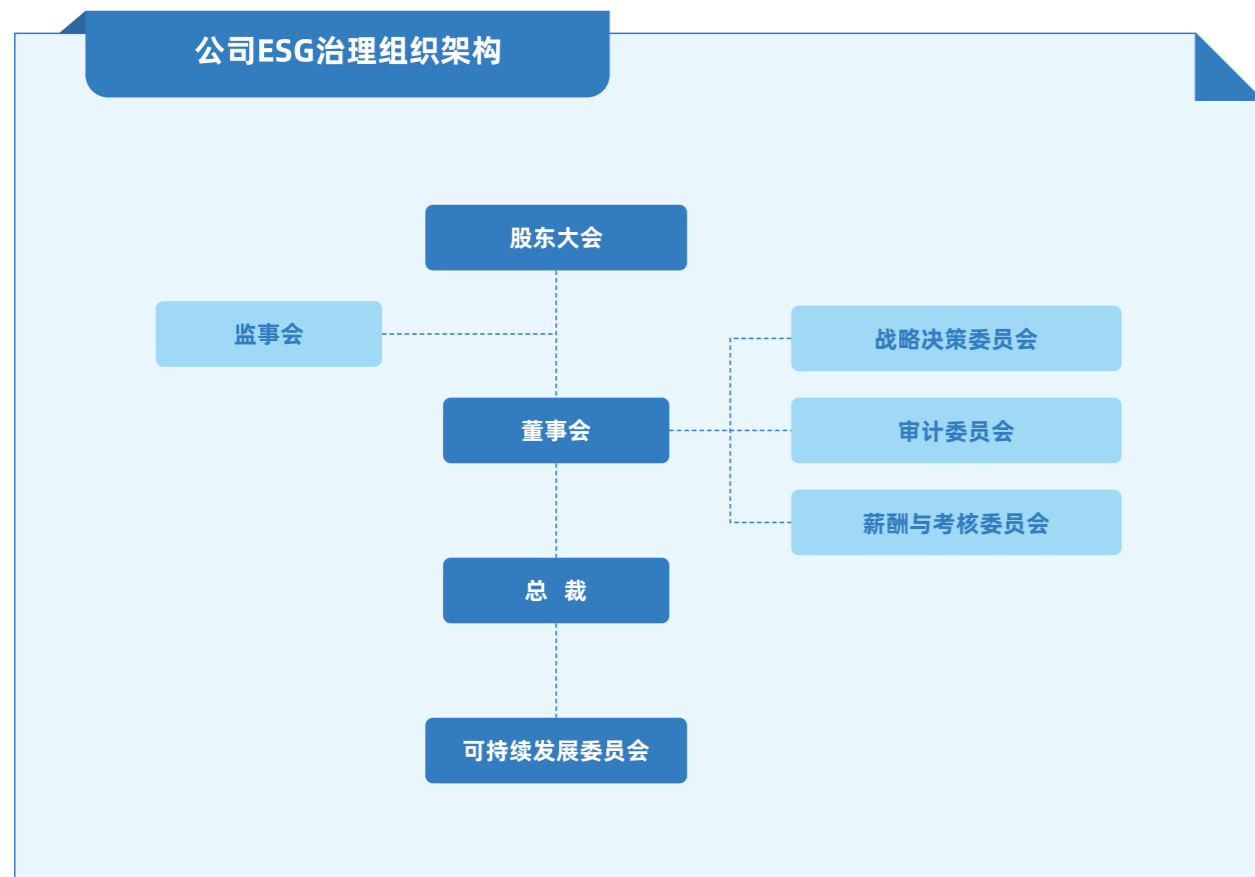 公司ESG治理组织架构
股东大会
监事会
战略决策委员会
董事会
审计委员会
薪酬与考核委员会
总 裁
可持续发展委员会